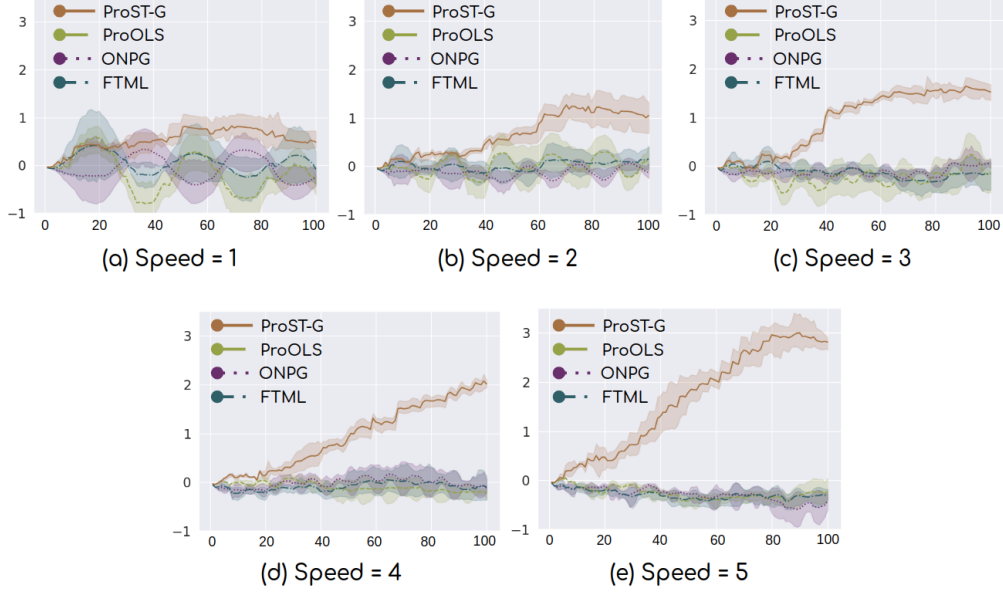 3
2
1
0
−1
ProST-G
ProOLS
ONPG
FTML
0 20 40 60 80 100
(a) Speed = 1
3
2
1
0
−1
ProST-G
ProOLS
ONPG
FTML
0 20 40 60 80 100
(b) Speed = 2
3
2
1
0
−1
ProST-G
ProOLS
ONPG
FTML
0 20 40 60 80 100
(c) Speed = 3
3
2
1
0
−1
ProST-G
ProOLS
ONPG
FTML
0 20 40 60 80 100
(d) Speed = 4
3
2
1
0
−1
ProST-G
ProOLS
ONPG
FTML
0 20 40 60 80 100
(e) Speed = 5